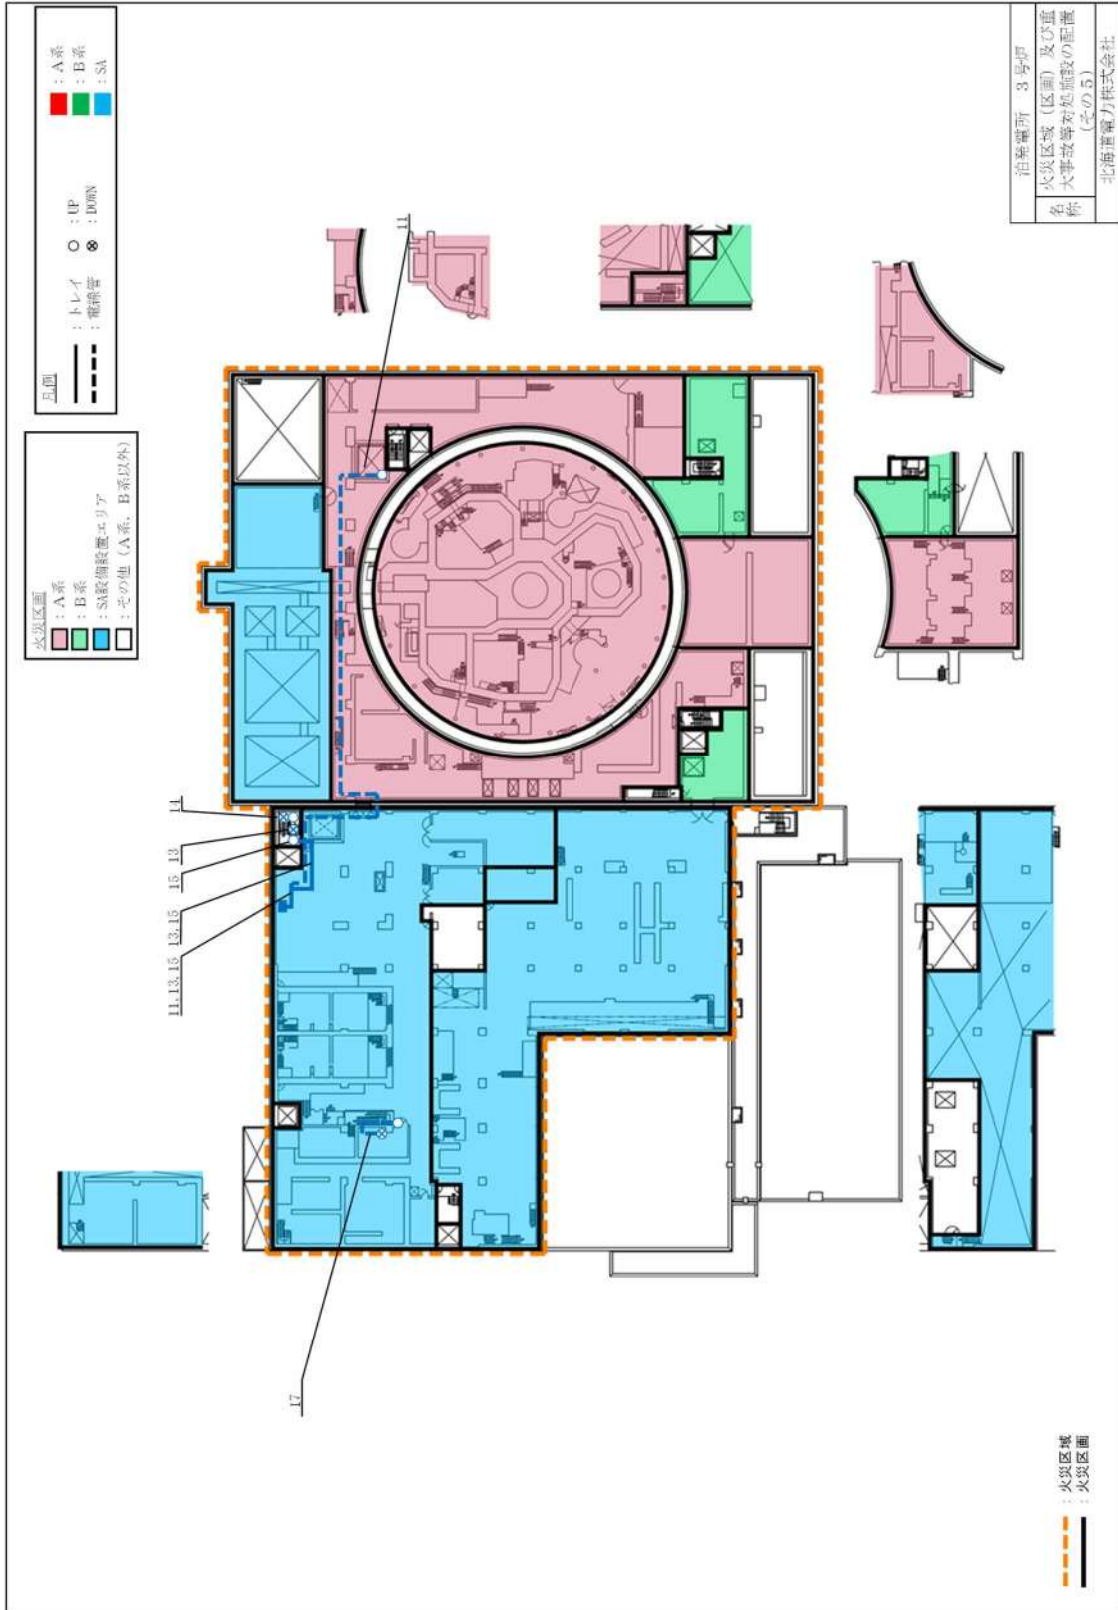 凡例
：トレイ
：電線管
○ ：UP
⊗ ：DOWN
：A系
：B系
：SA
火災区画
：A系
：B系
：SA設備設置エリア
：その他（A系，B系以外）
11
14
13
15
13,15
11,13,15
17
：火災区域
：火災区画
泊発電所　3号炉
名称
火災区域（区画）及び重
大事故等対処施設の配置
（その5）
北海道電力株式会社